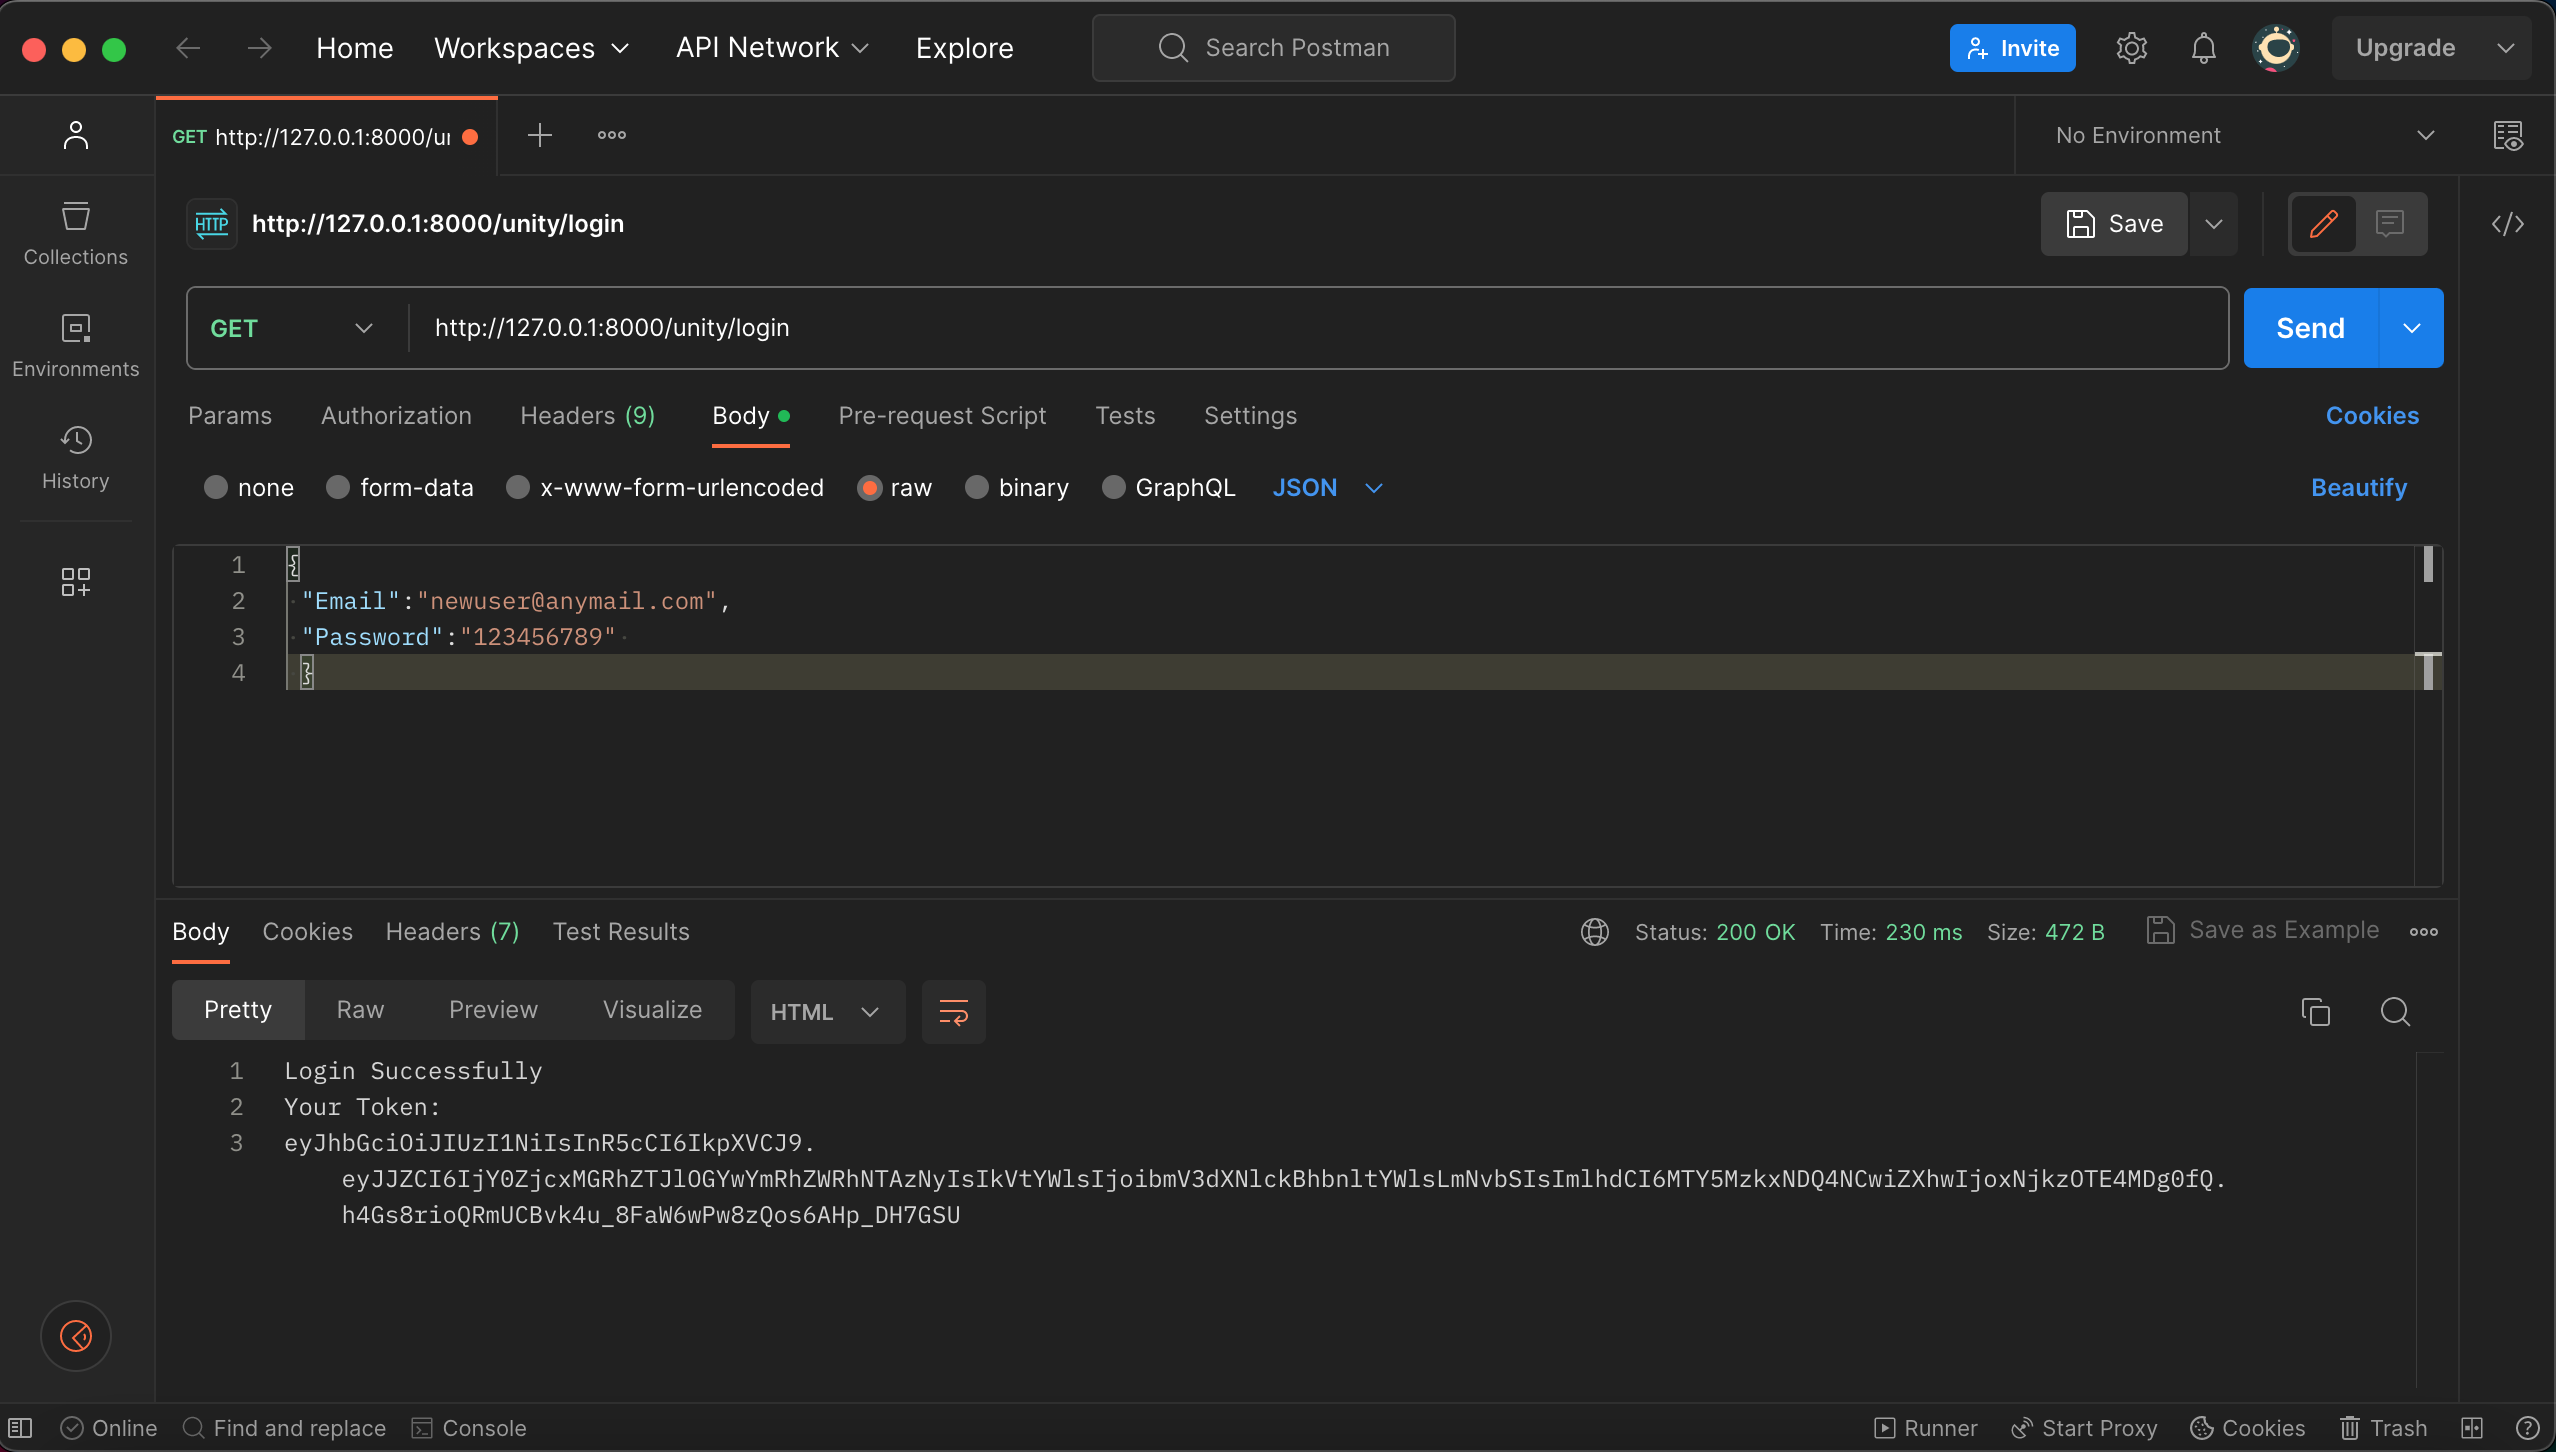 Home Workspaces API Network Explore Search Postman Invite Upgrade
GET http://127.0.0.1:8000/ No Environment
HTTP http://127.0.0.1:8000/unity/login Save
Collections
GET http://127.0.0.1:8000/unity/login Send
Environments
Params Authorization Headers (9) Body Pre-request Script Tests Settings Cookies
History
none form-data x-www-form-urlencoded raw binary GraphQL JSON Beautify
1 {
2 "Email":"newuser@anymail.com",
3 "Password":"123456789"
4 }
Body Cookies Headers (7) Test Results Status: 200 OK Time: 230 ms Size: 472 B Save as Example
Pretty Raw Preview Visualize HTML
1 Login Successfully
2 Your Token:
3 eyJhbGciOiJIUzI1NiIsInR5cCI6IkpXVCJ9.
eyJJZCI6IjY0ZjcxMGRhZTJlOGYwYmRhZWRhNTAzNyIsIkVtYWlsIjoibmV3dXNlckBhbnltYWlsLmNvbSIsImlhdCI6MTY5MzkxNDQ4NCwiZXhwIjoxNjkzOTE4MDg0fQ.
h4Gs8rioQRmUCBvk4u_8FaW6wPw8zQos6AHp_DH7GSU
Online Find and replace Console Runner Start Proxy Cookies Trash